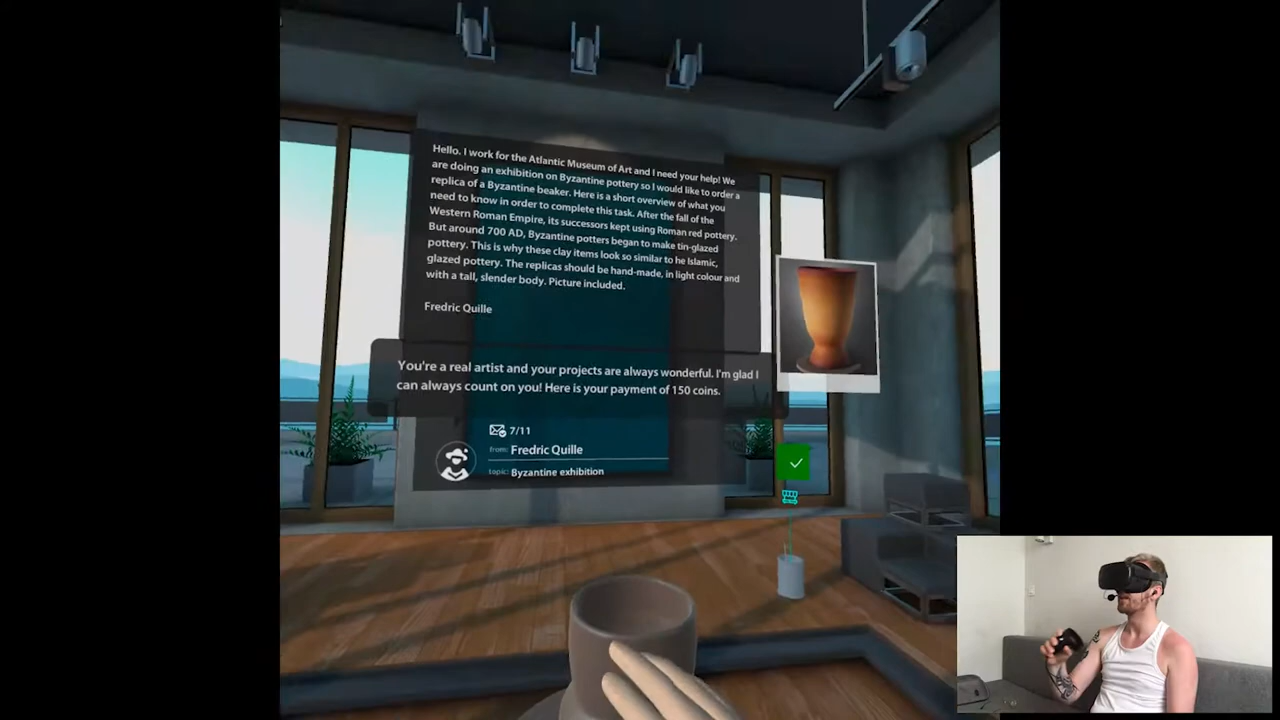 Hello. I work for the Atlantic Museum of Art and I need your help! We
are doing an exhibition on Byzantine pottery so I would like to order a
replica of a Byzantine beaker. Here is a short overview of what you
need to know in order to complete this task. After the fall of the
Western Roman Empire, its successors kept using Roman red pottery.
But around 700 AD, Byzantine potters began to make tin-glazed
pottery. This is why these clay items look so similar to he Islamic,
glazed pottery. The replicas should be hand-made, in light colour and
with a tall, slender body. Picture included.
Fredric Quille
You're a real artist and your projects are always wonderful. I'm glad I
can always count on you! Here is your payment of 150 coins.
7/11
from: Fredric Quille
topic: Byzantine exhibition